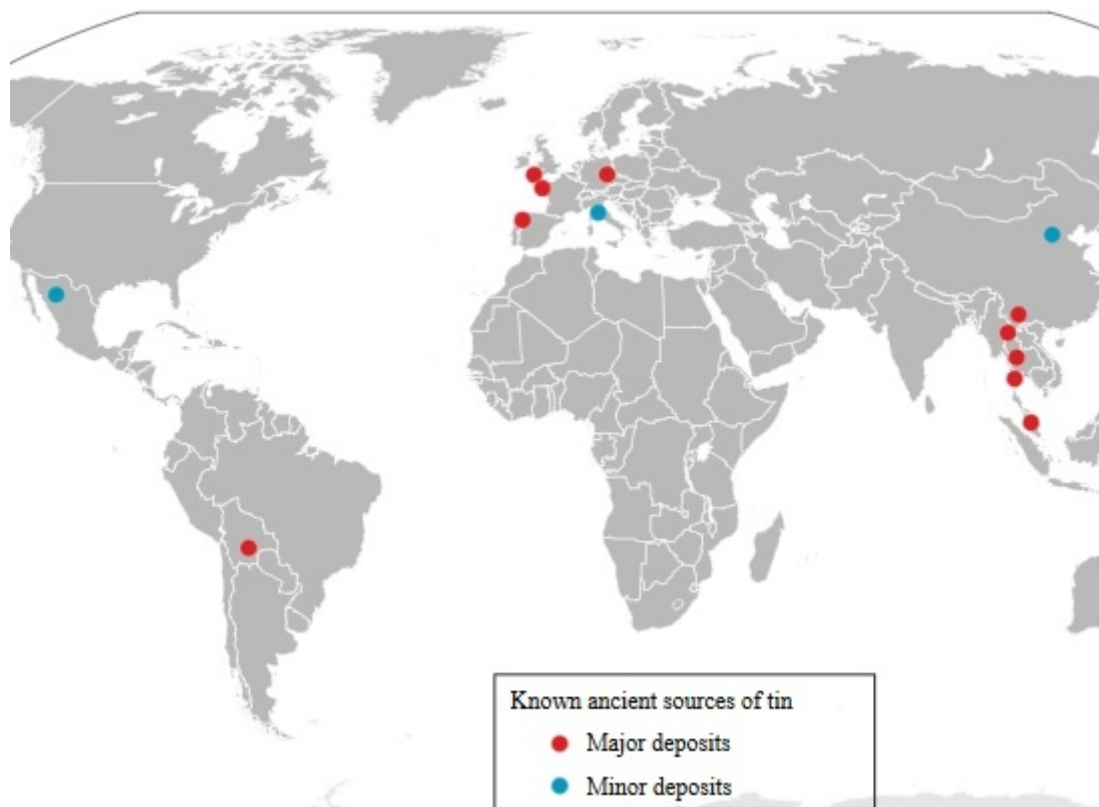 Known ancient sources of tin
Major deposits
Minor deposits